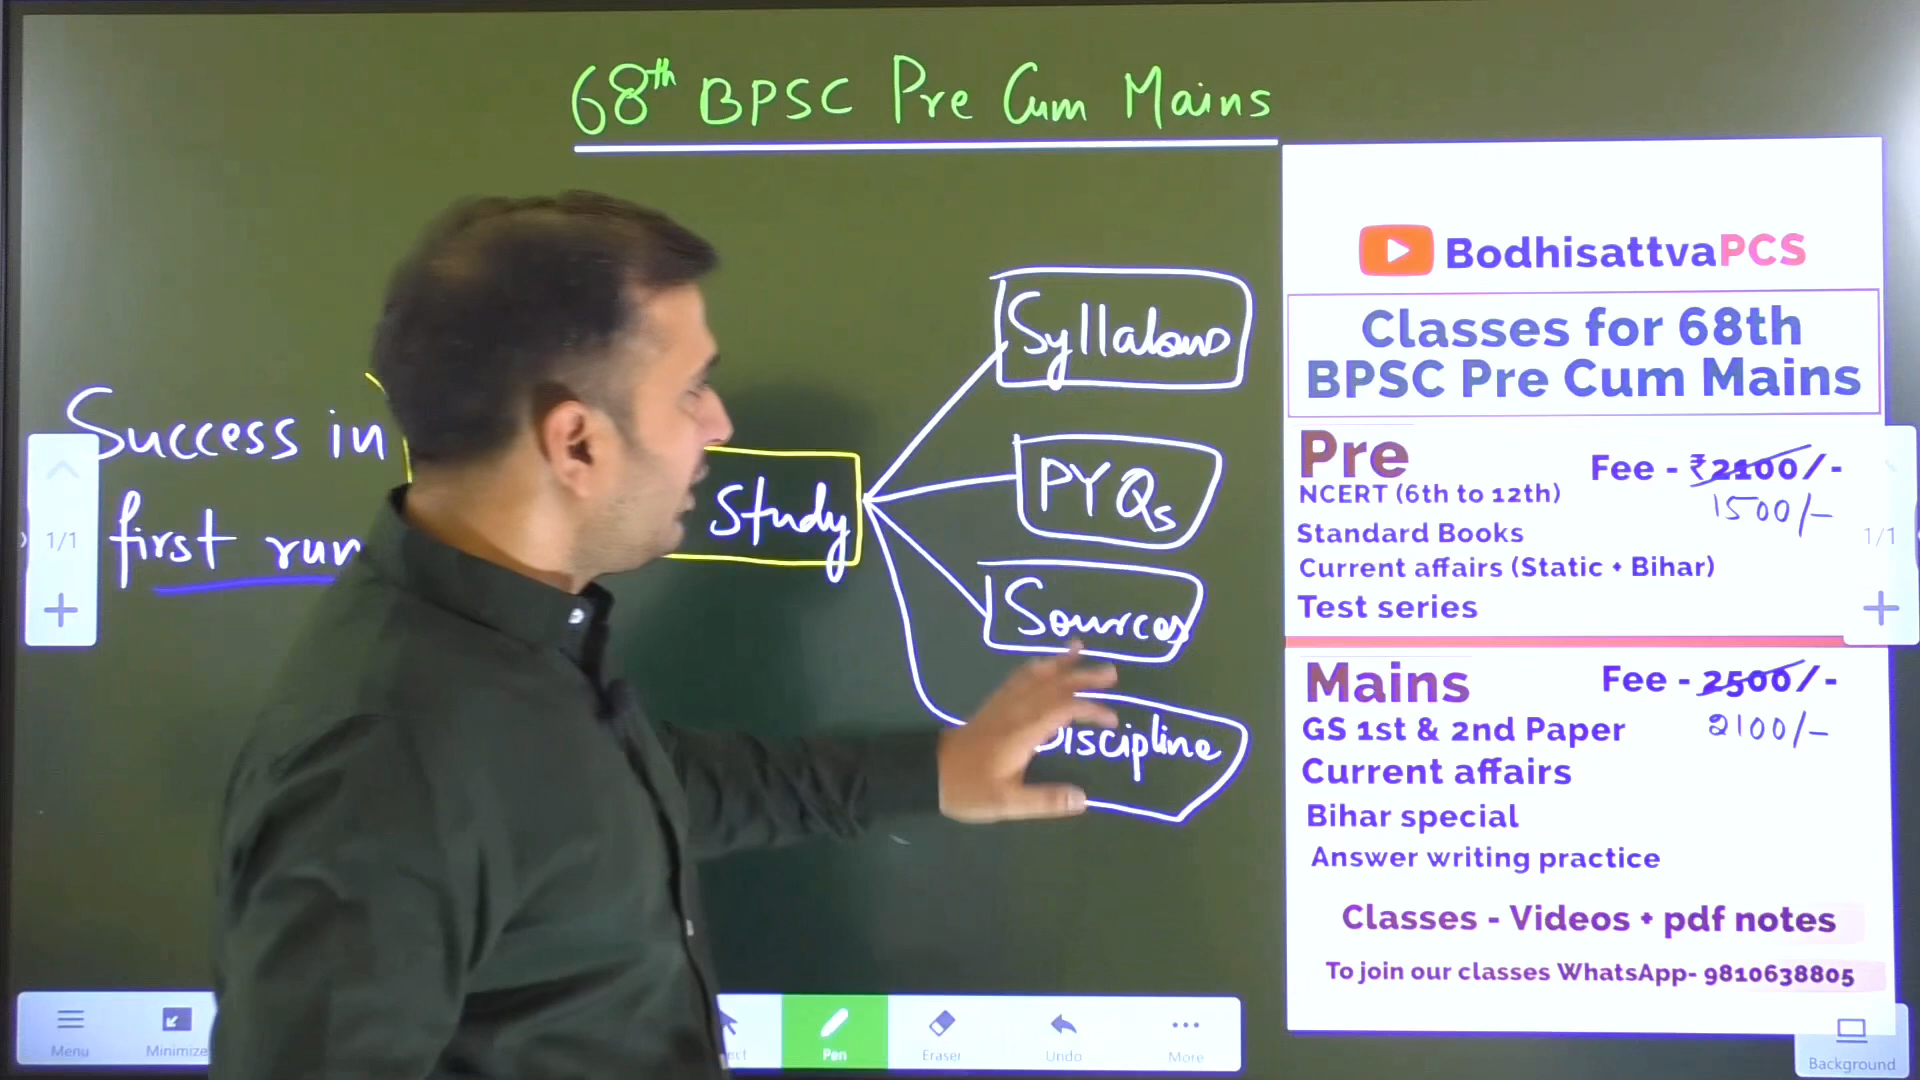 68th BPSC Pre Cum Mains
Success in
first run
Study
Syllabus
PYQs
Sources
Discipline
BodhisattvaPCS
Classes for 68th
BPSC Pre Cum Mains
Pre
Fee - ₹2100/-
1500/-
NCERT (6th to 12th)
Standard Books
Current affairs (Static + Bihar)
Test series
Mains
Fee - 2500/-
2100/-
GS 1st & 2nd Paper
Current affairs
Bihar special
Answer writing practice
Classes - Videos + pdf notes
To join our classes WhatsApp- 9810638805
1/1
1/1
Menu
Minimize
Pen
Eraser
Undo
More
Background